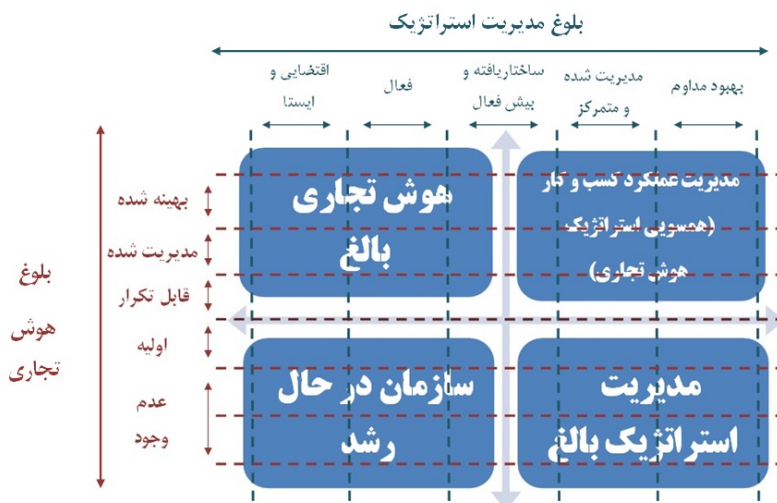 بلوغ مدیریت استراتژیک
اقتضایی و
ایستا
فعال
ساختاریافته و
پیش فعال
مدیریت شده
و متمرکز
بهبود مداوم
بلوغ
هوش
تجاری
بهینه شده
مدیریت شده
قابل تکرار
اولیه
عدم
وجود
هوش تجاری
بالغ
مدیریت عملکرد کسب و کار
(همسویی استراتژیک
هوش تجاری)
سازمان در حال
رشد
مدیریت
استراتژیک بالغ